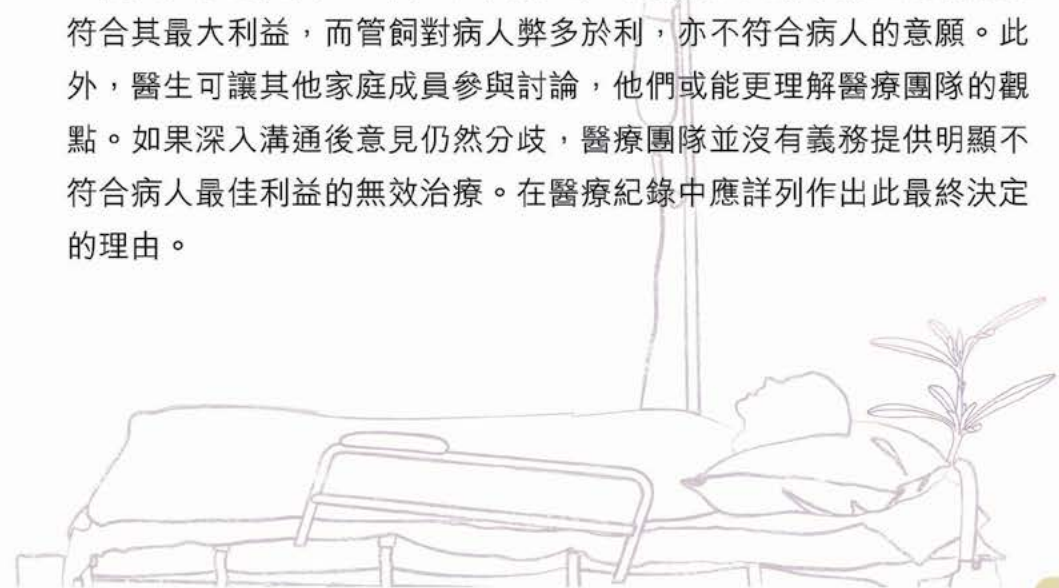 符合其最大利益，而管飼對病人弊多於利，亦不符合病人的意願。此
外，醫生可讓其他家庭成員參與討論，他們或能更理解醫療團隊的觀
點。如果深入溝通後意見仍然分歧，醫療團隊並沒有義務提供明顯不
符合病人最佳利益的無效治療。在醫療紀錄中應詳列作出此最終決定
的理由。